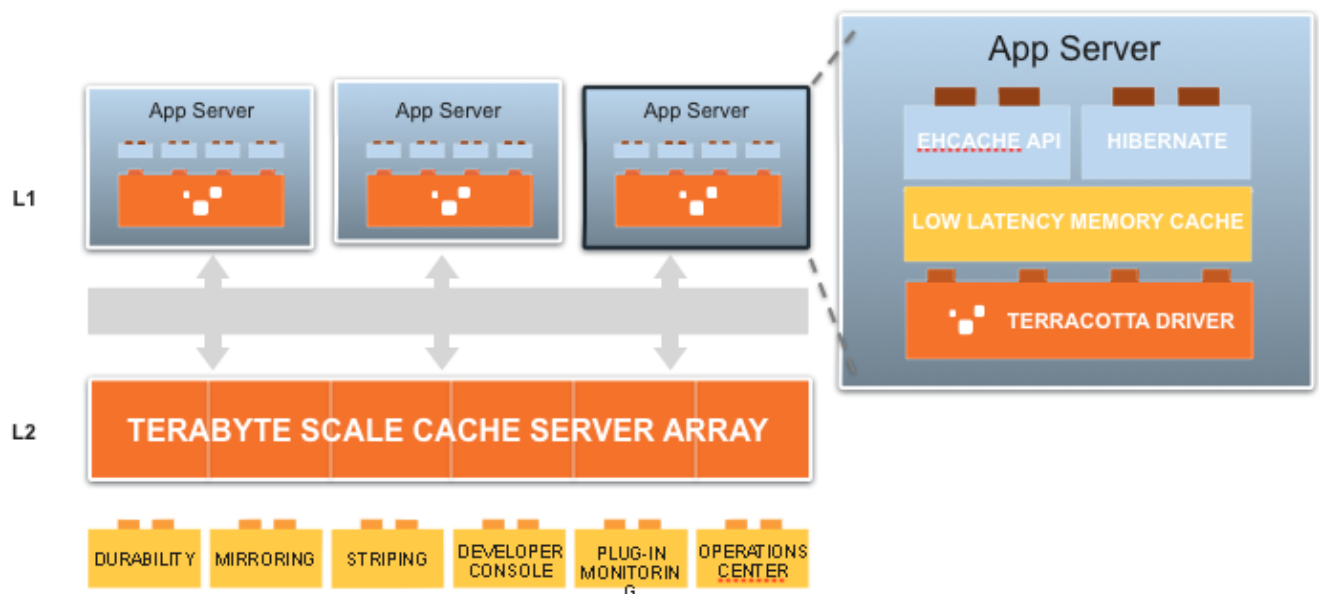 App Server
App Server
App Server
App Server
EHCACHE API
HIBERNATE
LOW LATENCY MEMORY CACHE
TERRACOTTA DRIVER
L1
L2
TERABYTE SCALE CACHE SERVER ARRAY
DURABILITY
MIRRORING
STRIPING
DEVELOPER
CONSOLE
PLUG-IN
MONITORIN
G
OPERATIONS
CENTER